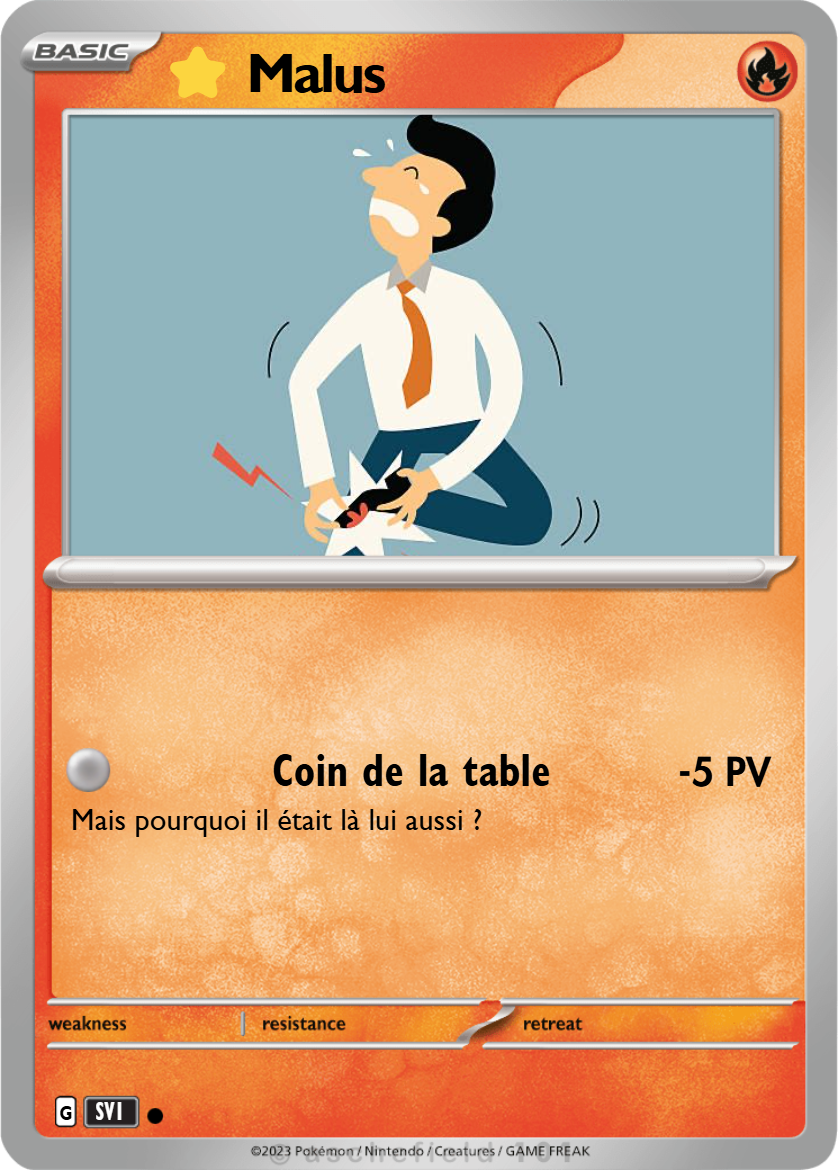 BASIC
Malus
Coin de la table
-5 PV
Mais pourquoi il était là lui aussi ?
weakness
resistance
retreat
G
SVI
©2023 Pokémon / Nintendo / Creatures / GAME FREAK